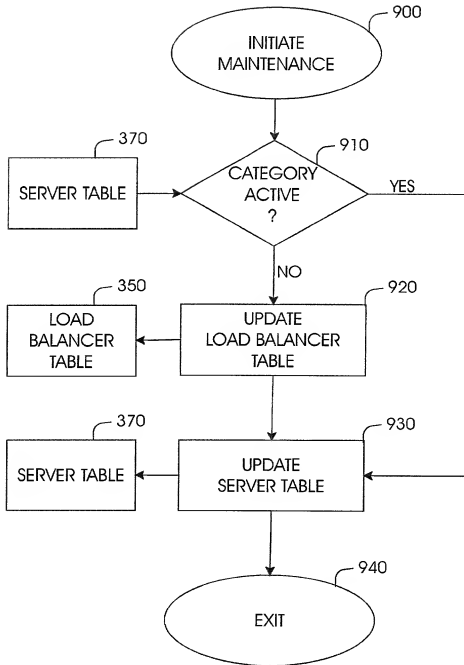 900
INITIATE
MAINTENANCE
370
SERVER TABLE
910
CATEGORY
ACTIVE
?
YES
NO
350
LOAD
BALANCER
TABLE
920
UPDATE
LOAD BALANCER
TABLE
370
SERVER TABLE
930
UPDATE
SERVER TABLE
940
EXIT